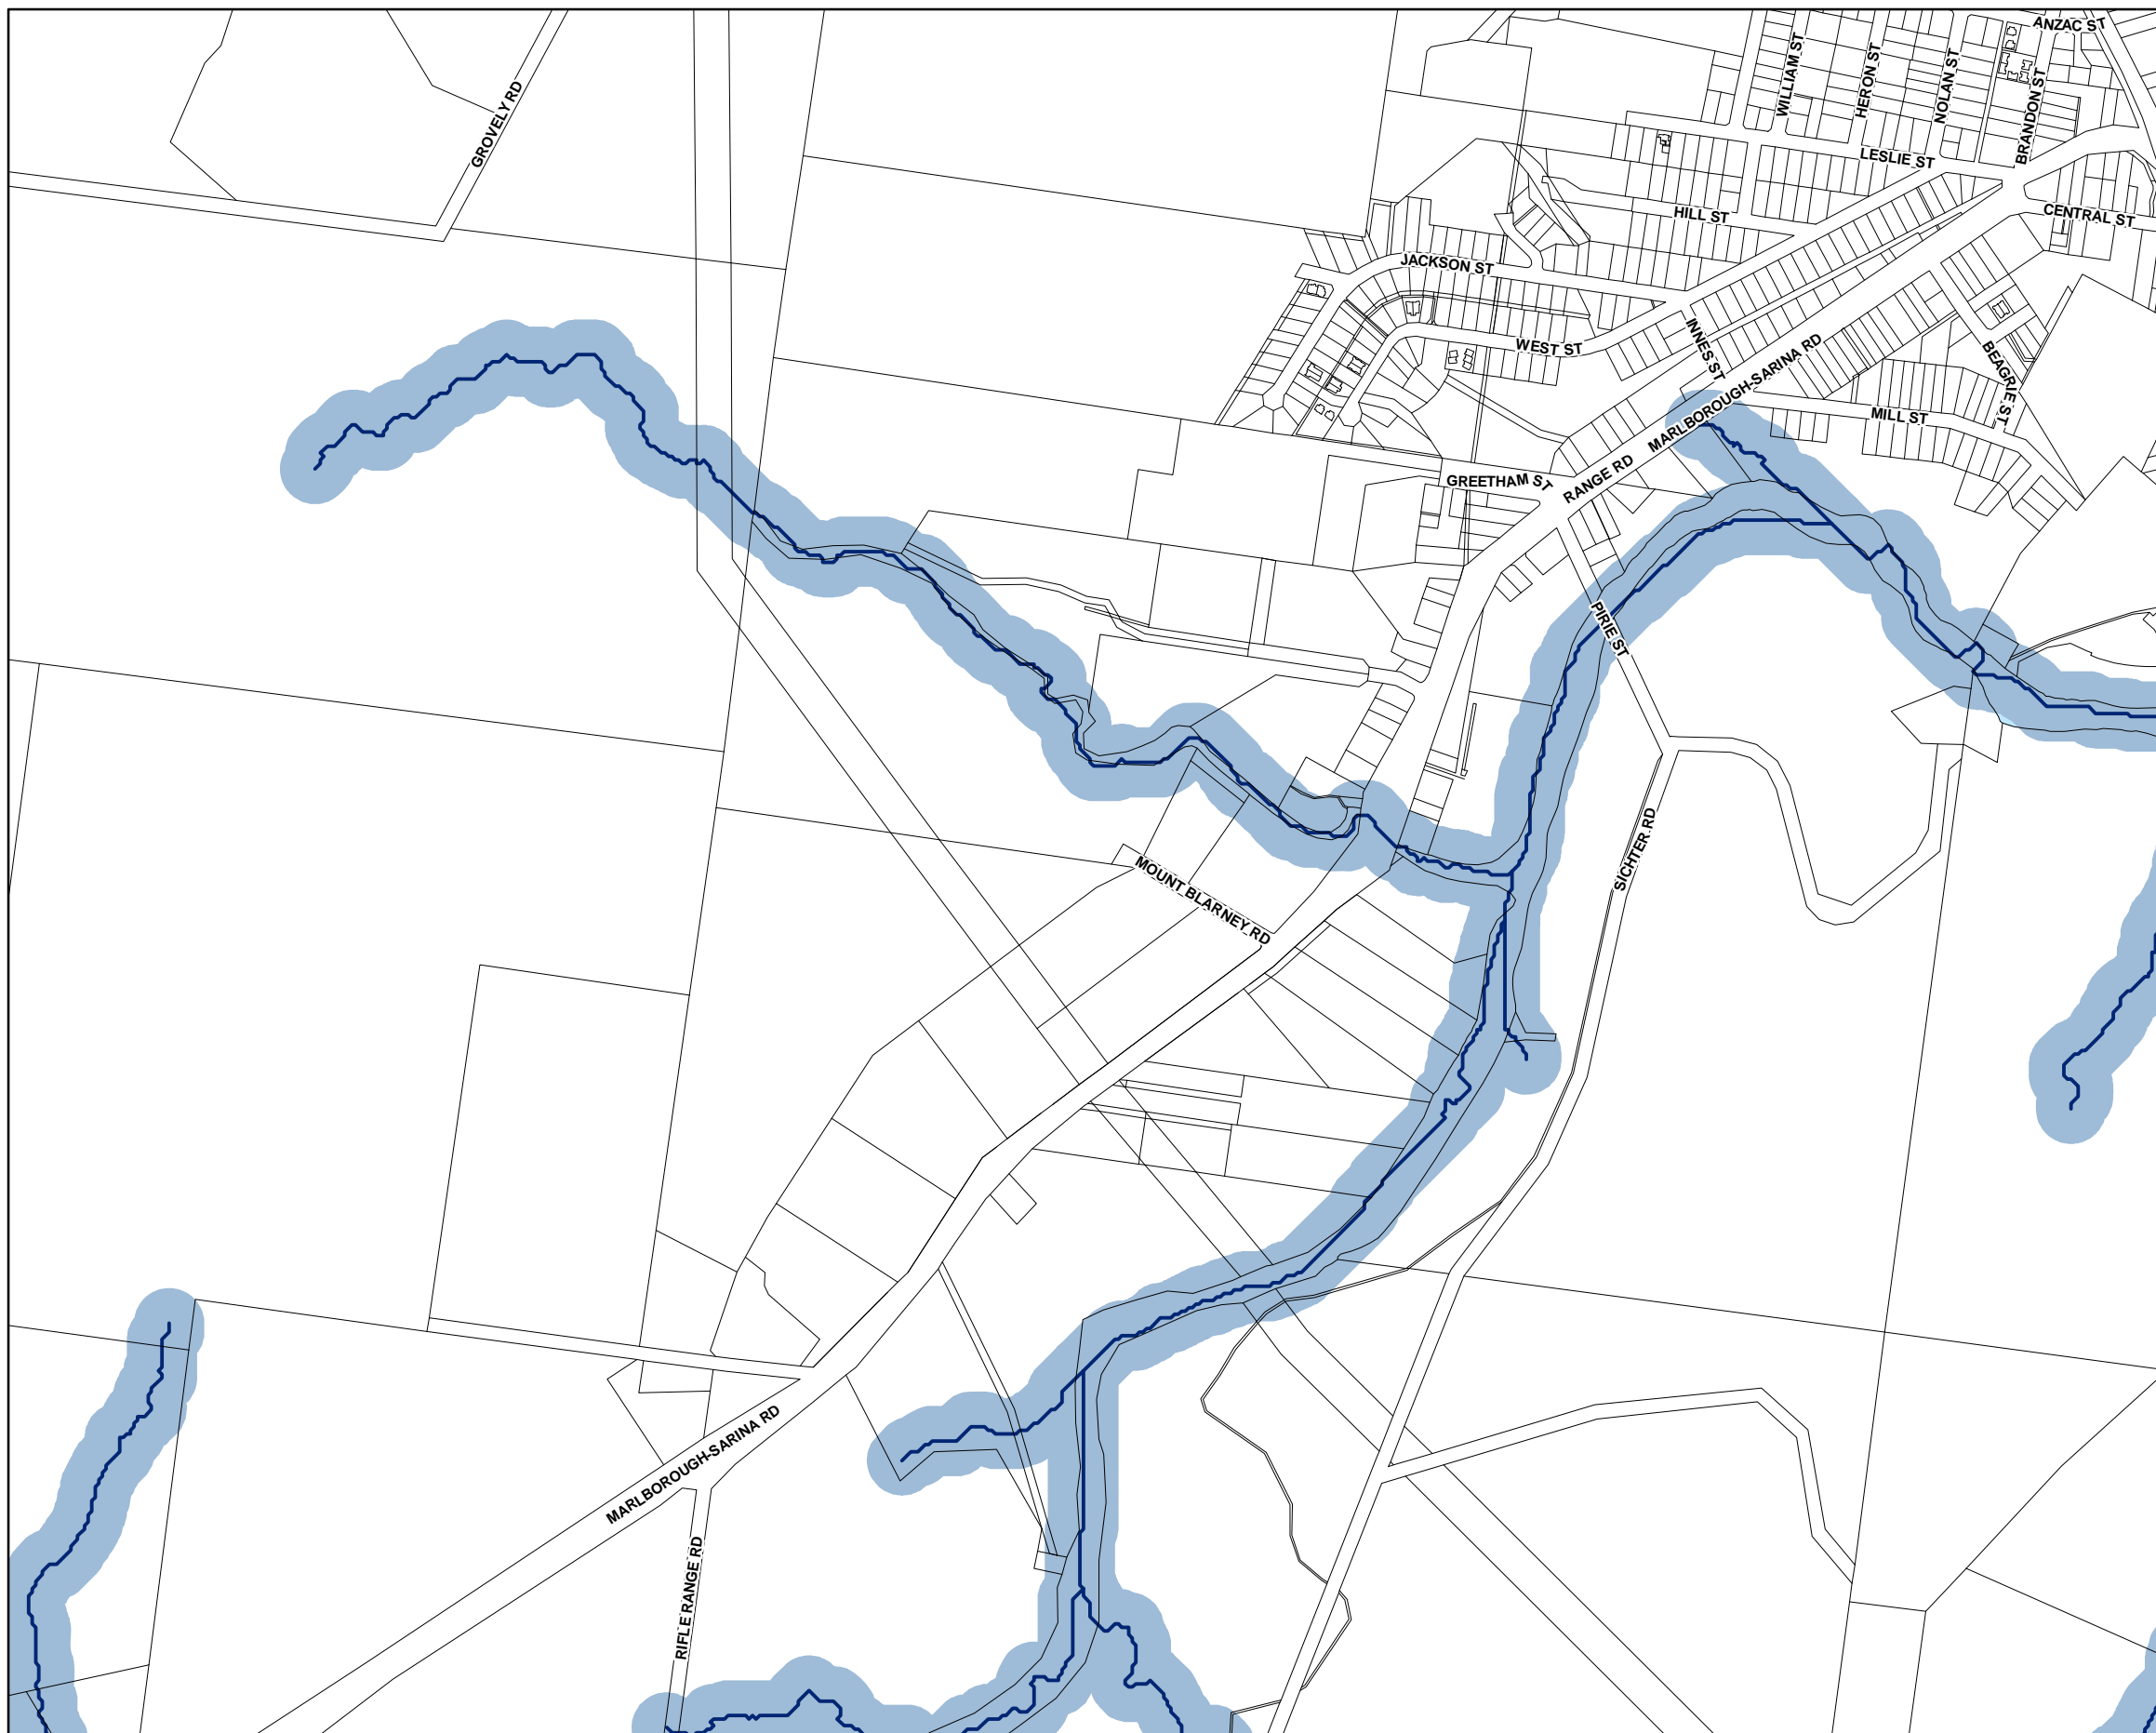 ANZAC ST
WILLIAM ST
HERON ST
NOLAN ST
BRANDON ST
GROVELY RD
LESLIE ST
HILL ST
CENTRAL ST
JACKSON ST
WEST ST
INNES ST
MARLBOROUGH-SARINA RD
BEAGRIE ST
MILL ST
GREETHAM ST
RANGE RD
PIRIE ST
SICHTER RD
MOUNT BLARNEY RD
MARLBOROUGH-SARINA RD
RIFLE RANGE RD